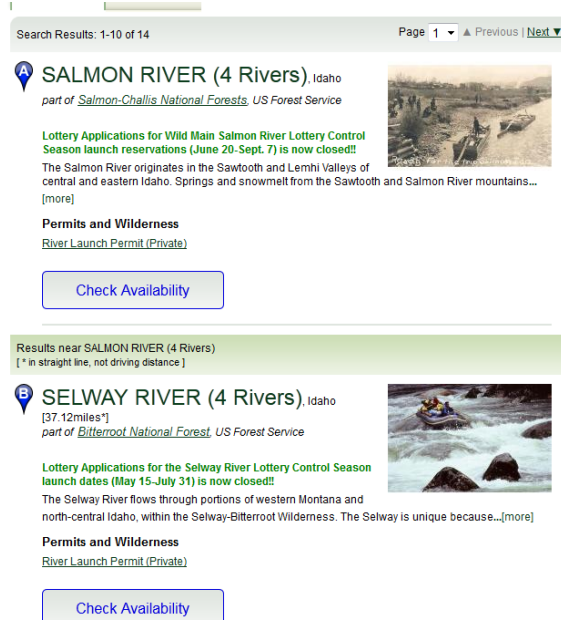 Search Results: 1-10 of 14
Page 1 ▼ ▲ Previous | Next ▼
A
SALMON RIVER (4 Rivers), Idaho
part of Salmon-Challis National Forests, US Forest Service
Lottery Applications for Wild Main Salmon River Lottery Control
Season launch reservations (June 20-Sept. 7) is now closed!!
The Salmon River originates in the Sawtooth and Lemhi Valleys of
central and eastern Idaho. Springs and snowmelt from the Sawtooth and Salmon River mountains...
[more]
Permits and Wilderness
River Launch Permit (Private)
Check Availability
Results near SALMON RIVER (4 Rivers)
[ * in straight line, not driving distance ]
B
SELWAY RIVER (4 Rivers), Idaho
[37.12miles*]
part of Bitterroot National Forest, US Forest Service
Lottery Applications for the Selway River Lottery Control Season
launch dates (May 15-July 31) is now closed!!
The Selway River flows through portions of western Montana and
north-central Idaho, within the Selway-Bitterroot Wilderness. The Selway is unique because...[more]
Permits and Wilderness
River Launch Permit (Private)
Check Availability